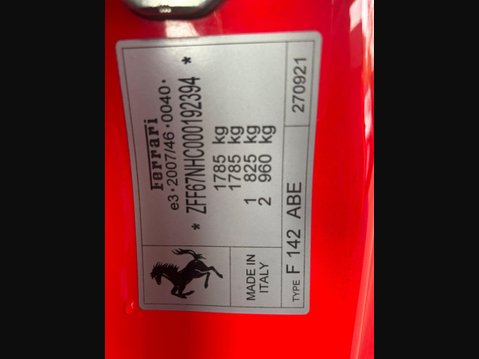 Ferrari
e3*2007/46*0040*
* ZFF67NHC000192394 *
1785 kg
1785 kg
1 825 kg
2 960 kg
MADE IN
ITALY
TYPE F 142 ABE 270921